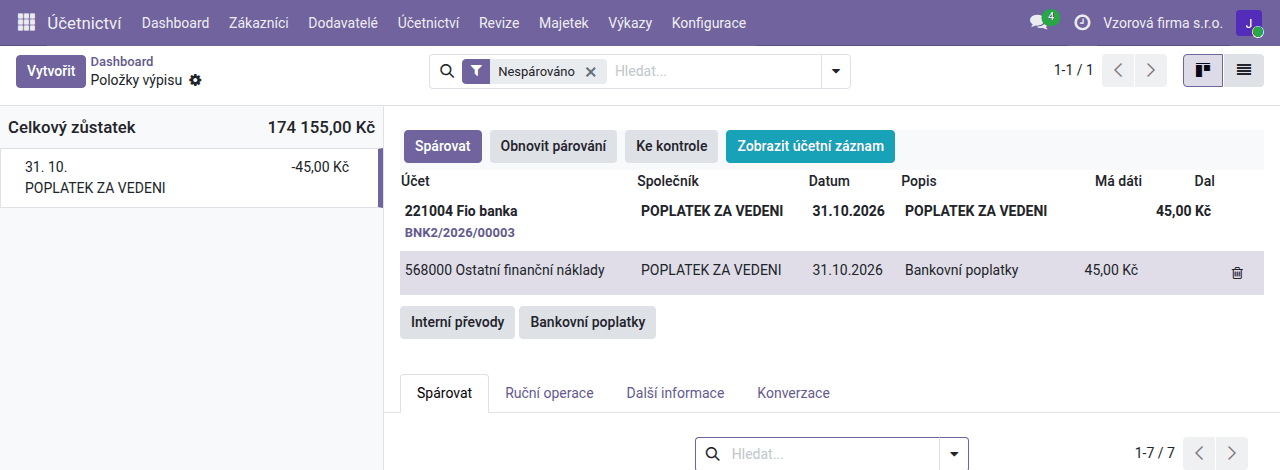 Účetnictví Dashboard Zákazníci Dodavatelé Účetnictví Revize Majetek Výkazy Konfigurace 4 Vzorová firma s.r.o. J
Vytvořit Dashboard
Položky výpisu Nespárováno Hledat... 1-1 / 1
Celkový zůstatek 174 155,00 Kč
31. 10. -45,00 Kč
POPLATEK ZA VEDENI
Spárovat Obnovit párování Ke kontrole Zobrazit účetní záznam
Účet Společník Datum Popis Má dáti Dal
221004 Fio banka POPLATEK ZA VEDENI 31.10.2026 POPLATEK ZA VEDENI 45,00 Kč
BNK2/2026/00003
568000 Ostatní finanční náklady POPLATEK ZA VEDENI 31.10.2026 Bankovní poplatky 45,00 Kč
Interní převody Bankovní poplatky
Spárovat Ruční operace Další informace Konverzace
Hledat... 1-7 / 7